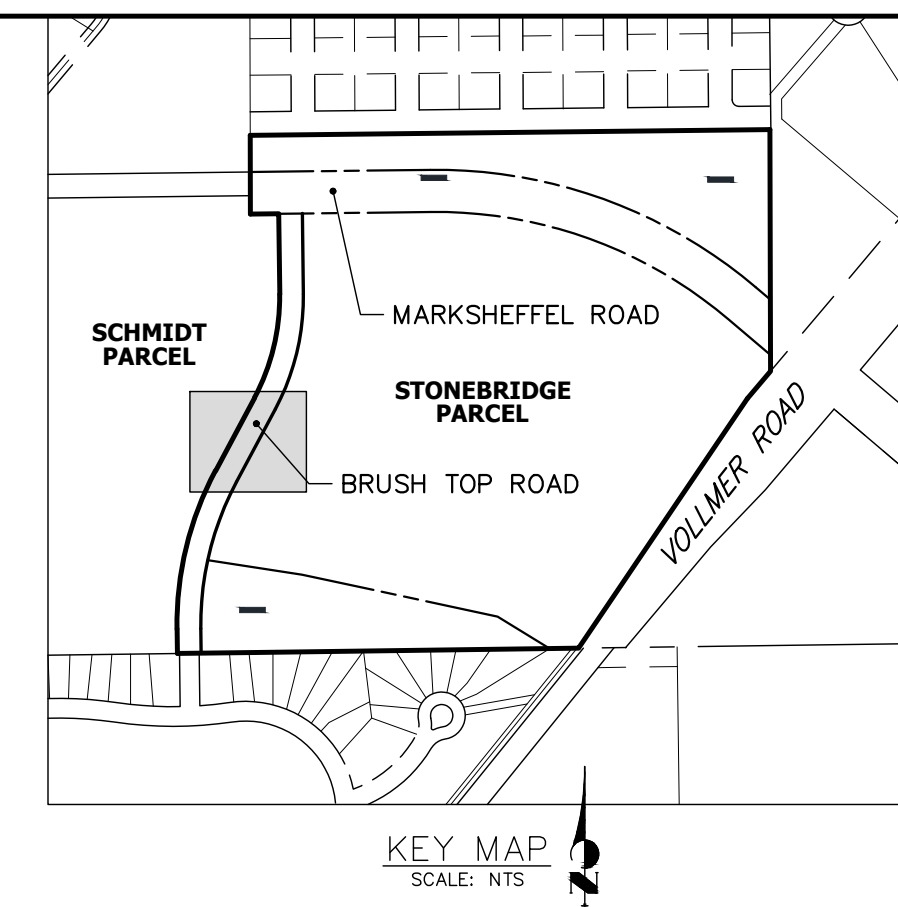 MARKSHEFFEL ROAD
SCHMIDT
PARCEL
STONEBRIDGE
PARCEL
BRUSH TOP ROAD
VOLLMER ROAD
KEY MAP
SCALE: NTS
N